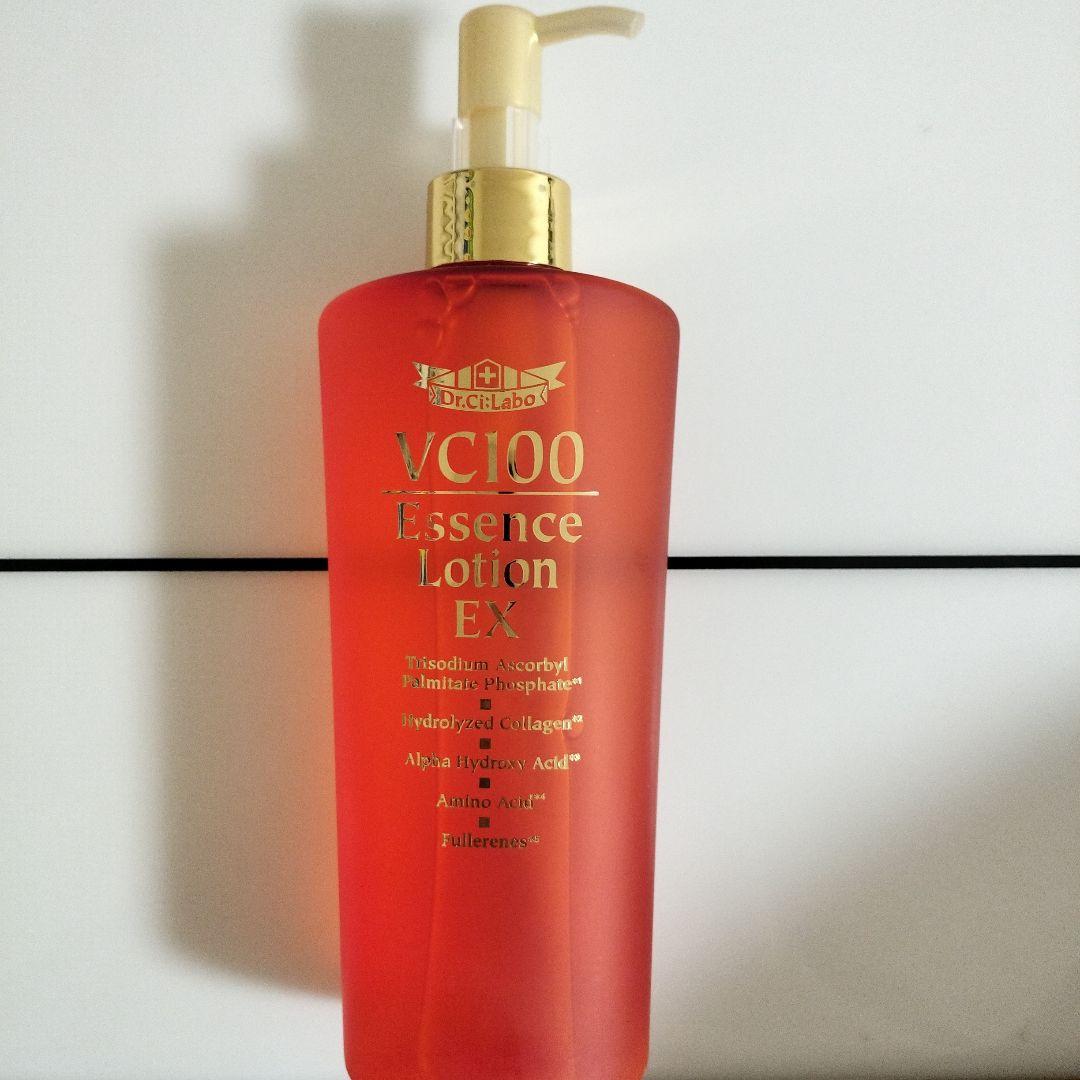 Dr.Ci:Labo
VC100
Essence
Lotion
EX
Trisodium Ascorbyl
Palmitate Phosphate*1
Hydrolyzed Collagen*2
Alpha Hydroxy Acid*3
Amino Acid*4
Fullerenes*5